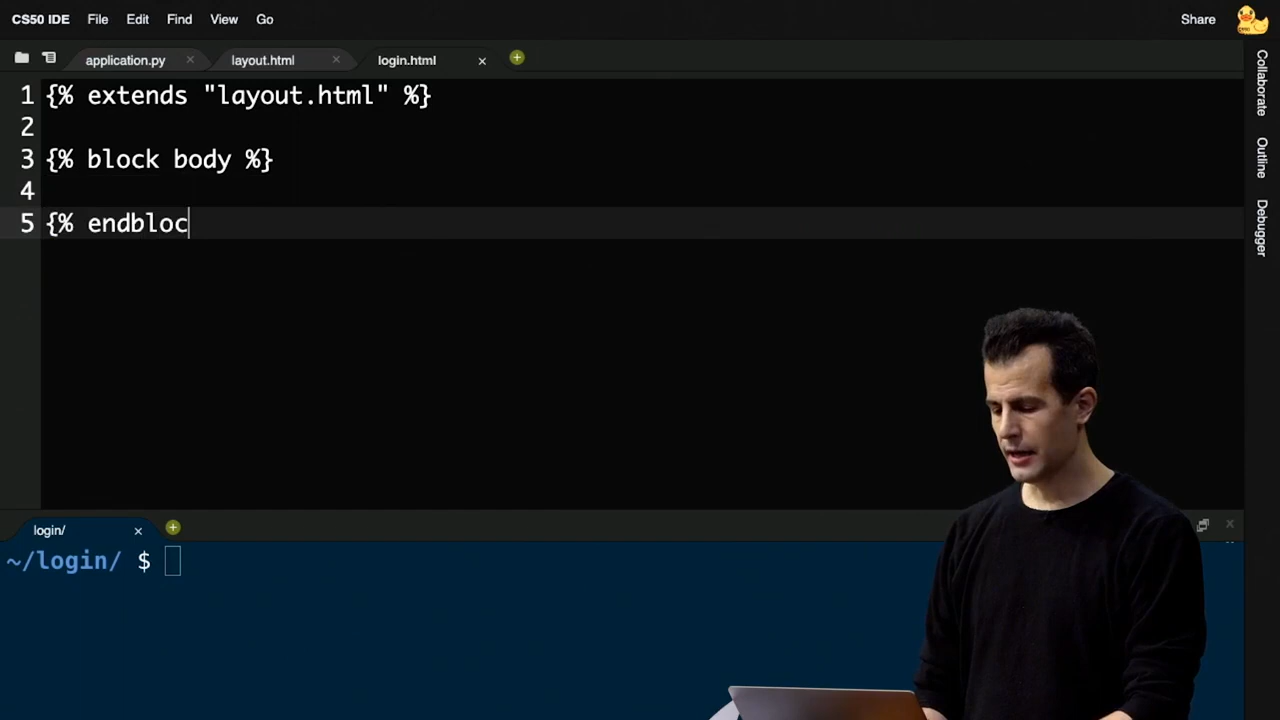 CS50 IDE File Edit Find View Go Share
application.py layout.html login.html
1 {% extends "layout.html" %}
2
3 {% block body %}
4
5 {% endbloc
Collaborate
Outline
Debugger
login/
~/login/ $